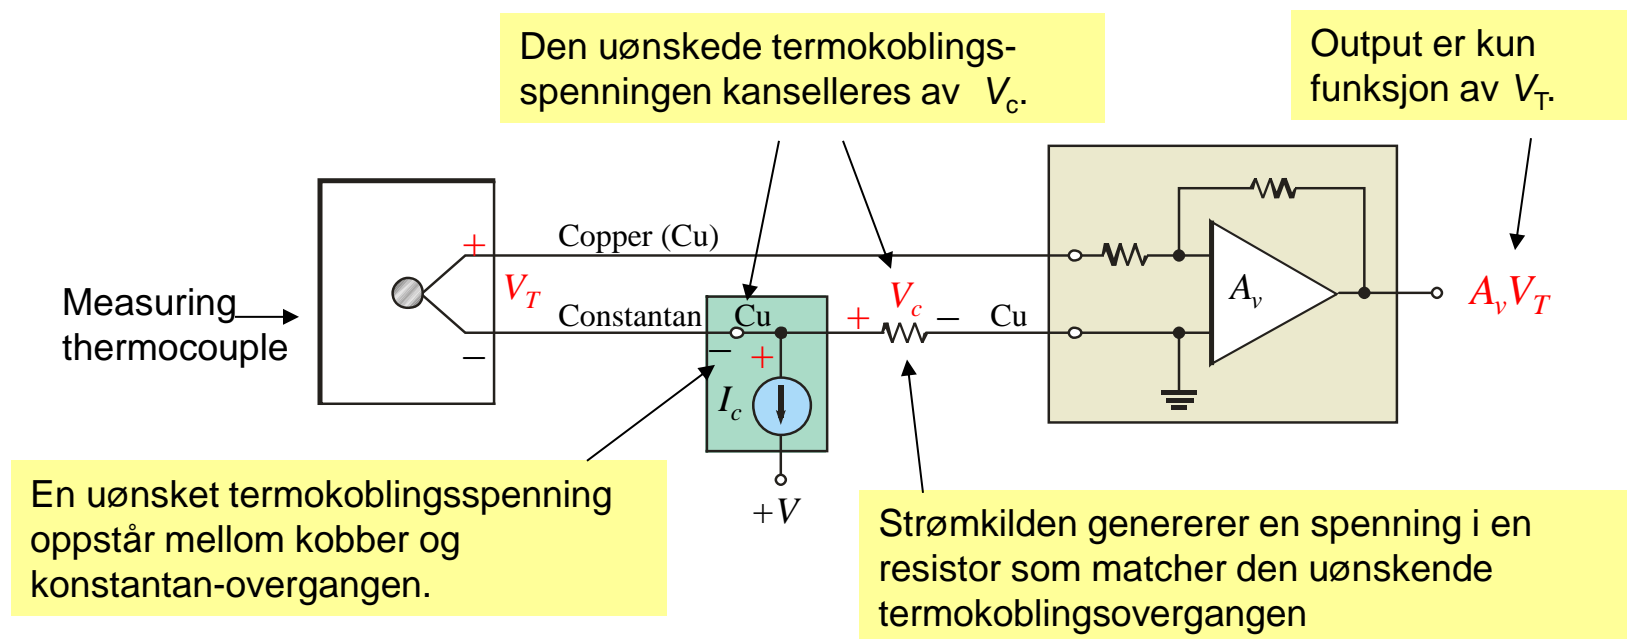 Den uønskede termokoblings-
spenningen kanselleres av Vc.
Output er kun
funksjon av VT.
Measuring
thermocouple
+
VT
−
Copper (Cu)
Constantan
Cu
−
+
Ic
+V
+
Vc
−
Cu
Av
AvVT
En uønsket termokoblingsspenning
oppstår mellom kobber og
konstantan-overgangen.
Strømkilden genererer en spenning i en
resistor som matcher den uønskende
termokoblingsovergangen